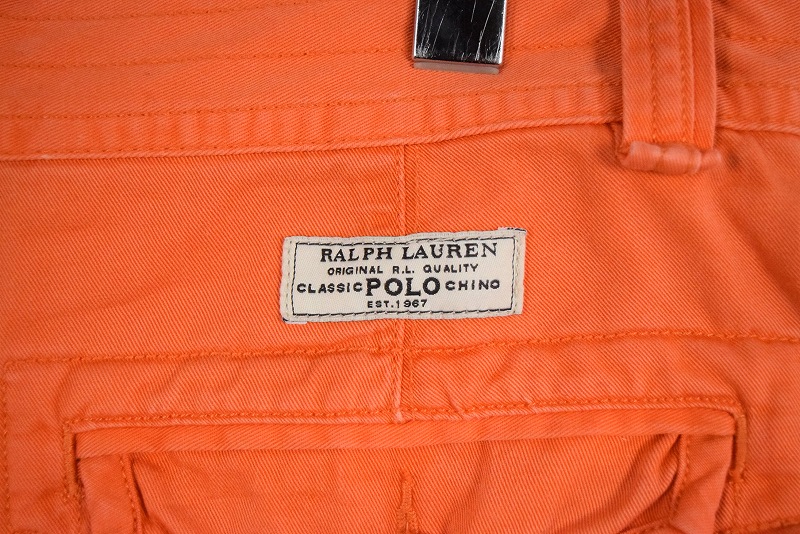 RALPH LAUREN
ORIGINAL R.L. QUALITY
CLASSIC POLO CHINO
EST. 1967